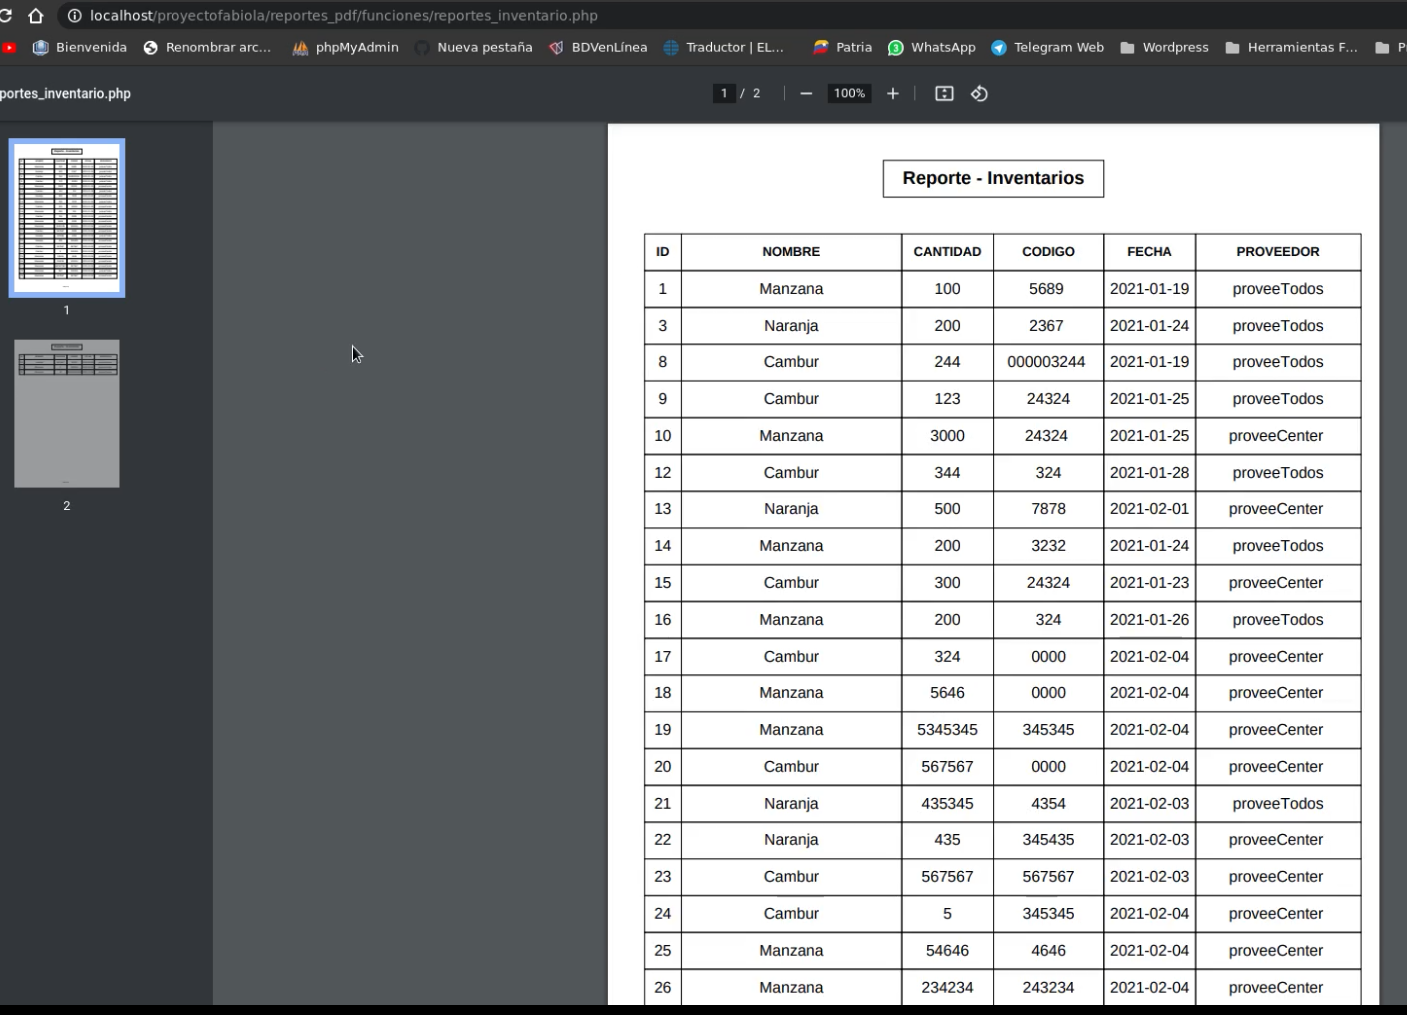 localhost/proyectofabiola/reportes_pdf/funciones/reportes_inventario.php
Bienvenida Renombrar arc... phpMyAdmin Nueva pestaña BDVenLínea Traductor | EL... Patria WhatsApp Telegram Web Wordpress Herramientas F...
portes_inventario.php 1 / 2 100%
1
2
Reporte - Inventarios
ID NOMBRE CANTIDAD CODIGO FECHA PROVEEDOR
1 Manzana 100 5689 2021-01-19 proveeTodos
3 Naranja 200 2367 2021-01-24 proveeTodos
8 Cambur 244 000003244 2021-01-19 proveeTodos
9 Cambur 123 24324 2021-01-25 proveeTodos
10 Manzana 3000 24324 2021-01-25 proveeCenter
12 Cambur 344 324 2021-01-28 proveeTodos
13 Naranja 500 7878 2021-02-01 proveeCenter
14 Manzana 200 3232 2021-01-24 proveeTodos
15 Cambur 300 24324 2021-01-23 proveeCenter
16 Manzana 200 324 2021-01-26 proveeTodos
17 Cambur 324 0000 2021-02-04 proveeCenter
18 Manzana 5646 0000 2021-02-04 proveeCenter
19 Manzana 5345345 345345 2021-02-04 proveeCenter
20 Cambur 567567 0000 2021-02-04 proveeCenter
21 Naranja 435345 4354 2021-02-03 proveeTodos
22 Naranja 435 345435 2021-02-03 proveeCenter
23 Cambur 567567 567567 2021-02-03 proveeCenter
24 Cambur 5 345345 2021-02-04 proveeCenter
25 Manzana 54646 4646 2021-02-04 proveeCenter
26 Manzana 234234 243234 2021-02-04 proveeCenter